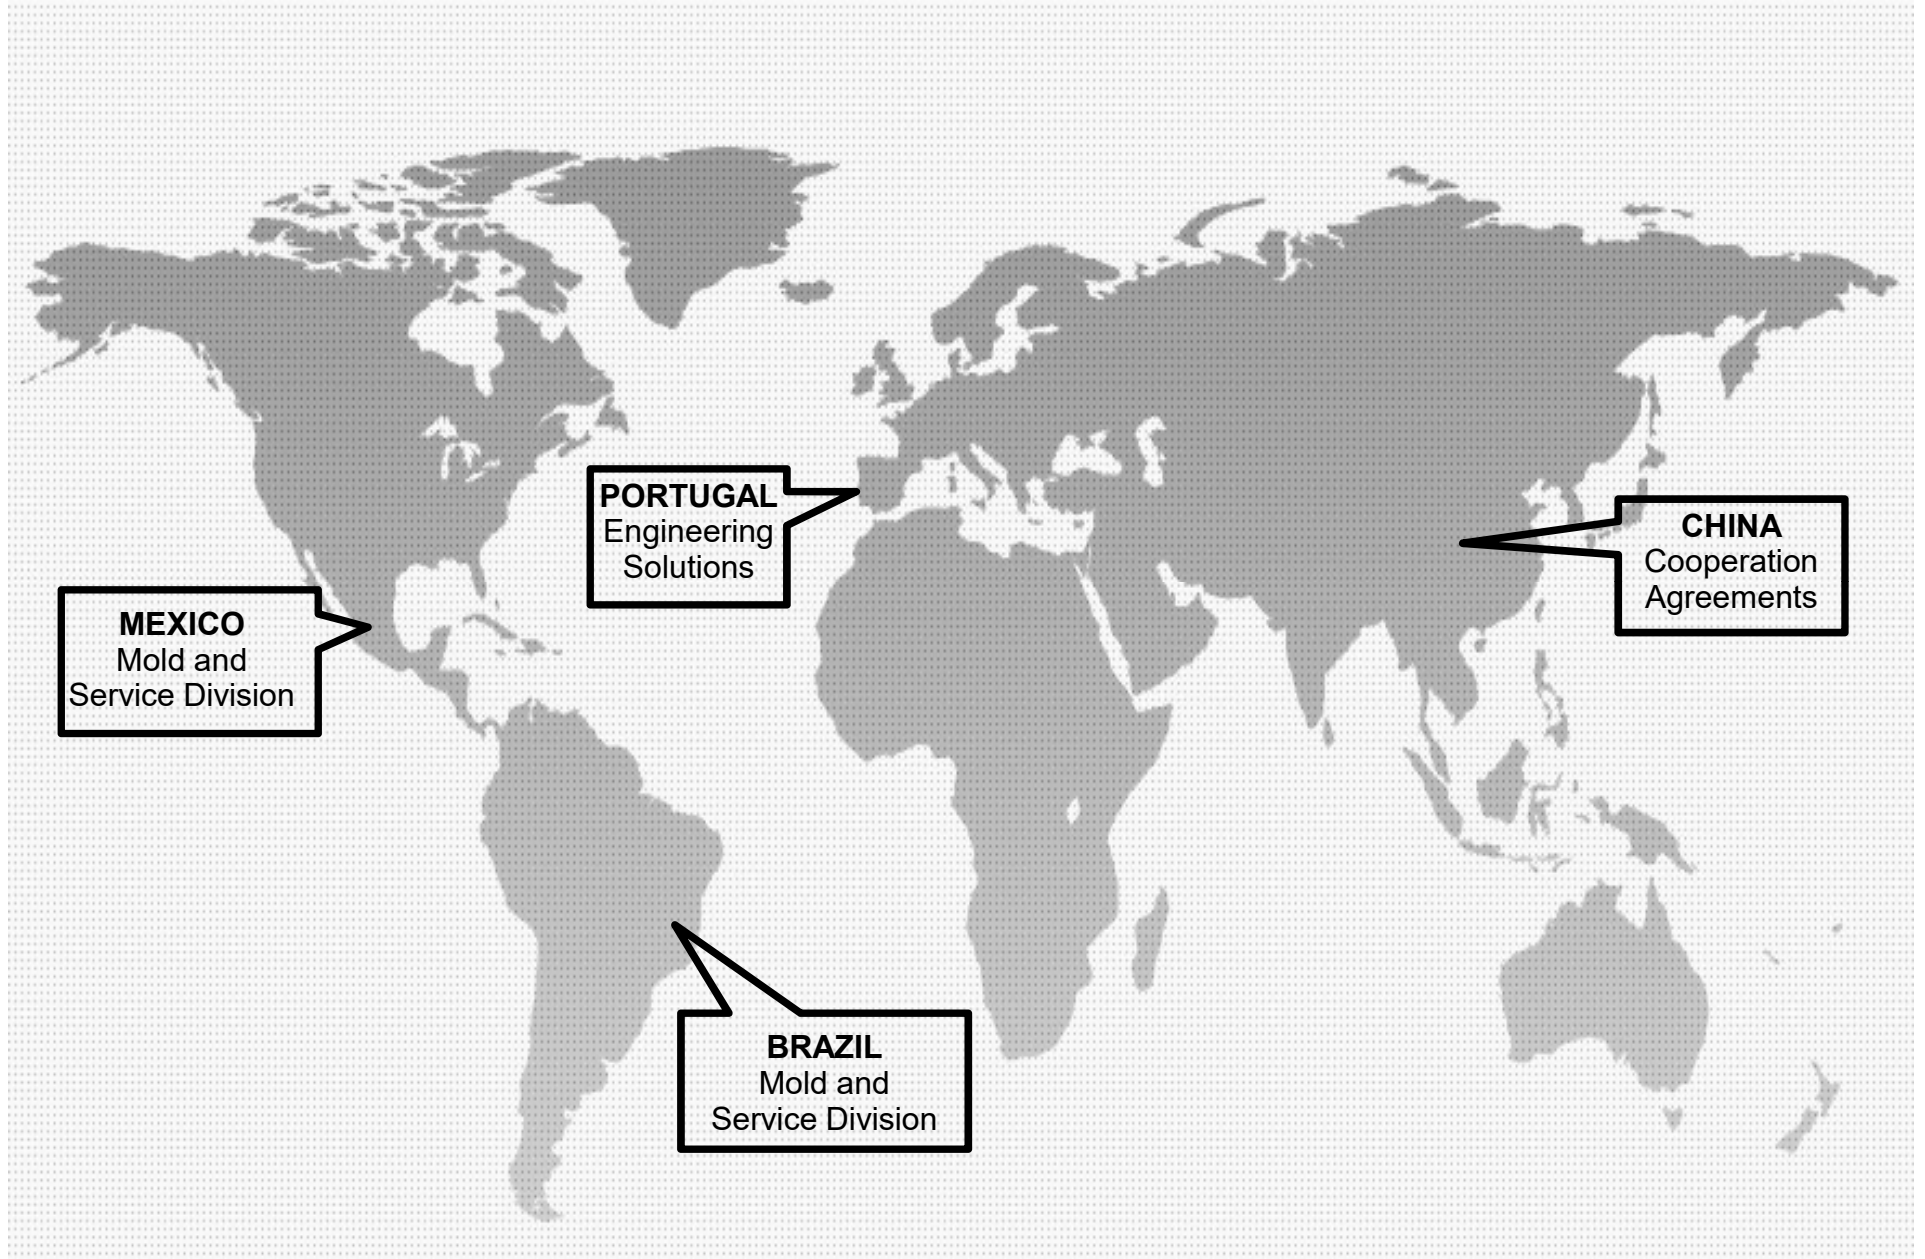 PORTUGAL
Engineering
Solutions
CHINA
Cooperation
Agreements
MEXICO
Mold and
Service Division
BRAZIL
Mold and
Service Division